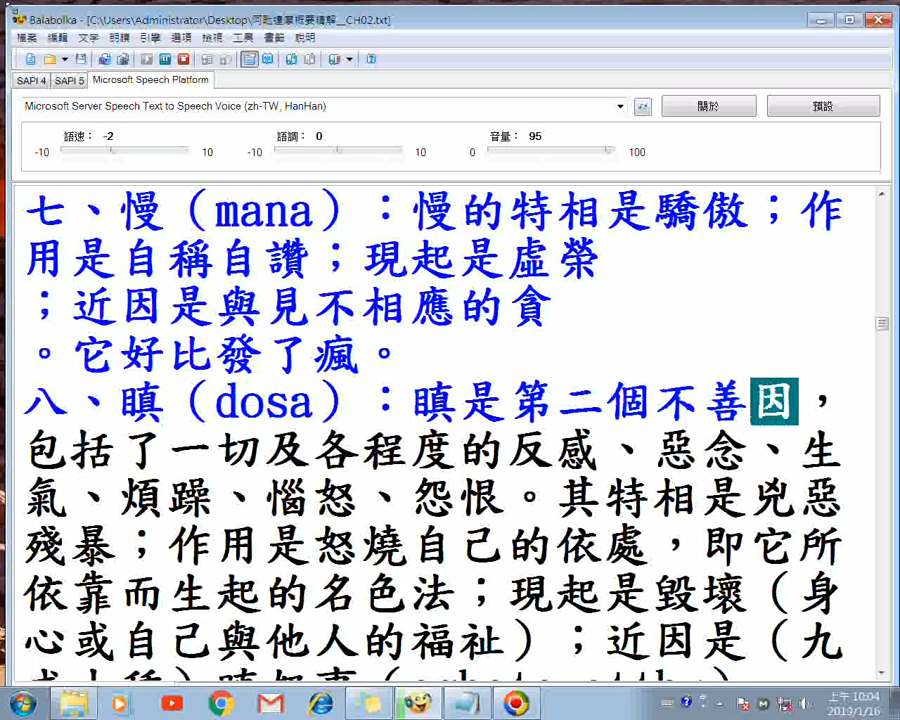 Balabolka - [C:\Users\Administrator\Desktop\阿毗達摩概要精解__CH02.txt]
檔案 編輯 文字 朗讀 引擎 選項 檢視 工具 書籤 說明
SAPI 4 SAPI 5 Microsoft Speech Platform
Microsoft Server Speech Text to Speech Voice (zh-TW, HanHan) 關於 預設
語速： -2 語調： 0 音量： 95
-10 10 -10 10 0 100
七、慢（mana）：慢的特相是驕傲；作
用是自稱自讚；現起是虛榮
；近因是與見不相應的貪
。它好比發了瘋。
八、瞋（dosa）：瞋是第二個不善因，
包括了一切及各程度的反感、惡念、生
氣、煩躁、惱怒、怨恨。其特相是兇惡
殘暴；作用是怒燒自己的依處，即它所
依靠而生起的名色法；現起是毀壞（身
心或自己與他人的福祉）；近因是（九
上午 10:04
2019/1/16